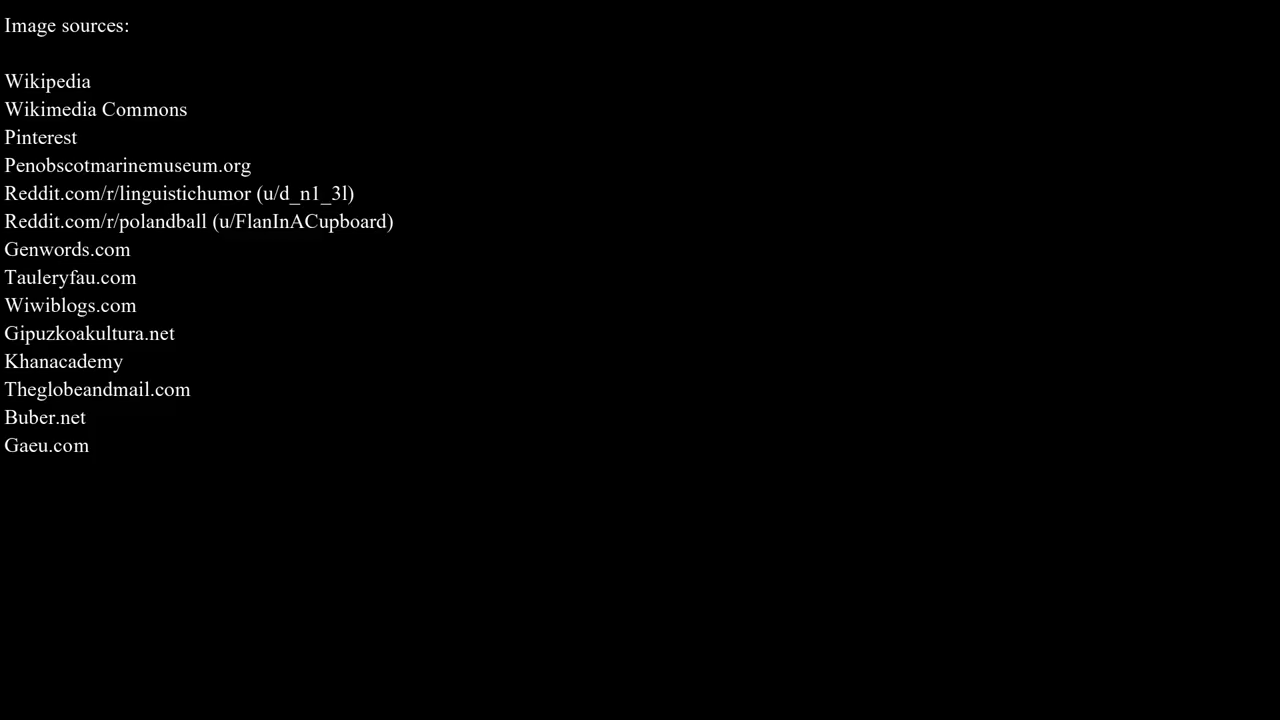 Image sources:
Wikipedia
Wikimedia Commons
Pinterest
Penobscotmarinemuseum.org
Reddit.com/r/linguistichumor (u/d_n1_3l)
Reddit.com/r/polandball (u/FlanInACupboard)
Genwords.com
Tauleryfau.com
Wiwiblogs.com
Gipuzkoakultura.net
Khanacademy
Theglobeandmail.com
Buber.net
Gaeu.com